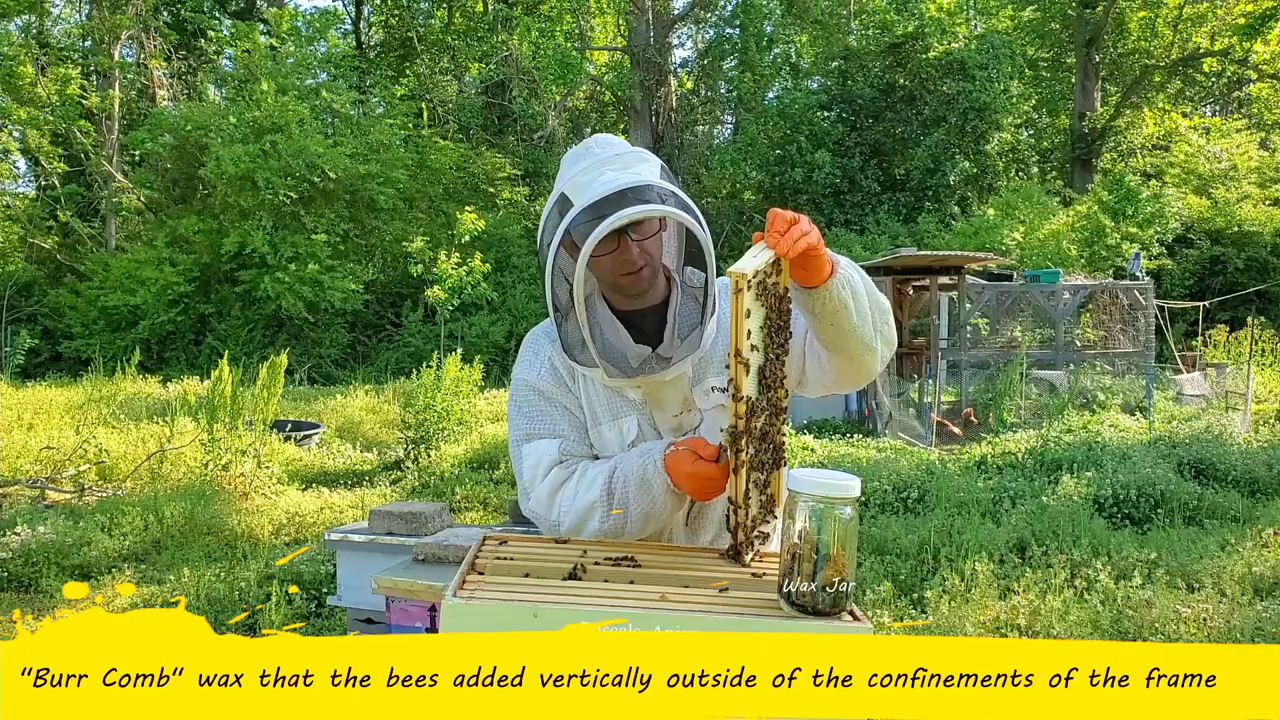 Wax Jar
"Burr Comb" wax that the bees added vertically outside of the confinements of the frame